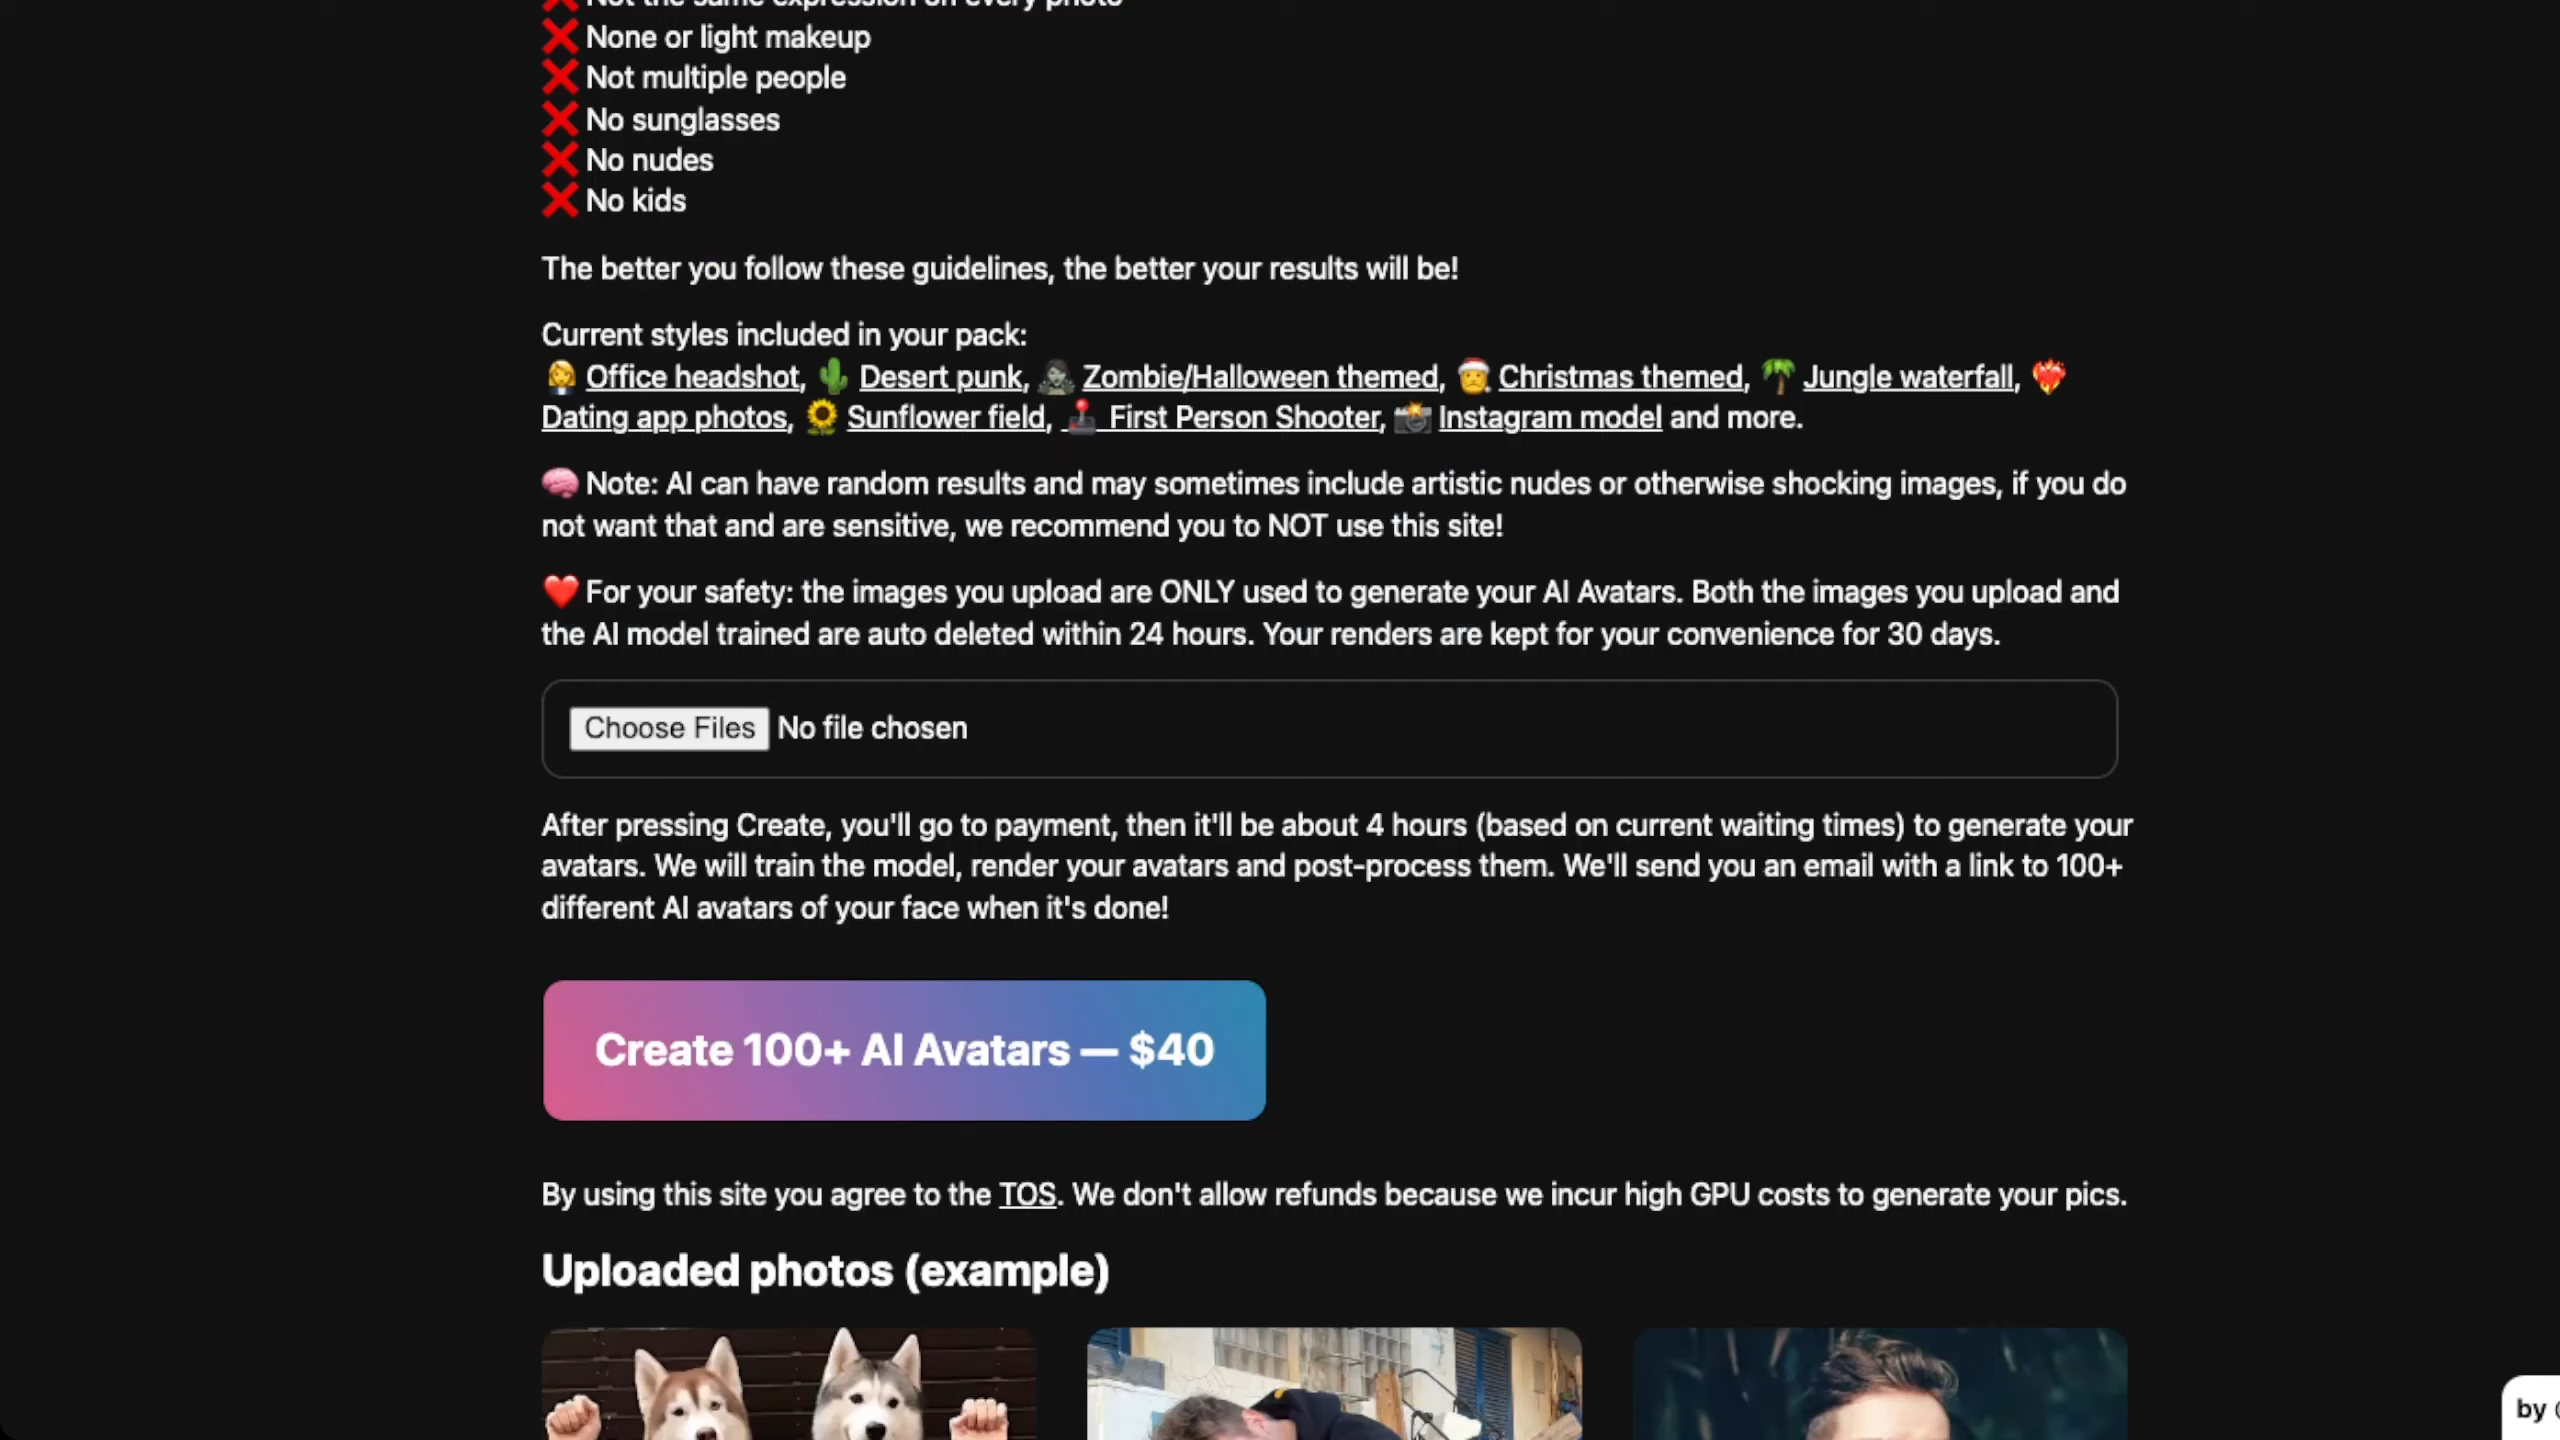 Not the same expression on every photo
None or light makeup
Not multiple people
No sunglasses
No nudes
No kids
The better you follow these guidelines, the better your results will be!
Current styles included in your pack:
Office headshot, Desert punk, Zombie/Halloween themed, Christmas themed, Jungle waterfall,
Dating app photos, Sunflower field, First Person Shooter, Instagram model and more.
Note: AI can have random results and may sometimes include artistic nudes or otherwise shocking images, if you do
not want that and are sensitive, we recommend you to NOT use this site!
For your safety: the images you upload are ONLY used to generate your AI Avatars. Both the images you upload and
the AI model trained are auto deleted within 24 hours. Your renders are kept for your convenience for 30 days.
Choose Files No file chosen
After pressing Create, you'll go to payment, then it'll be about 4 hours (based on current waiting times) to generate your
avatars. We will train the model, render your avatars and post-process them. We'll send you an email with a link to 100+
different AI avatars of your face when it's done!
Create 100+ AI Avatars — $40
By using this site you agree to the TOS. We don't allow refunds because we incur high GPU costs to generate your pics.
Uploaded photos (example)
by